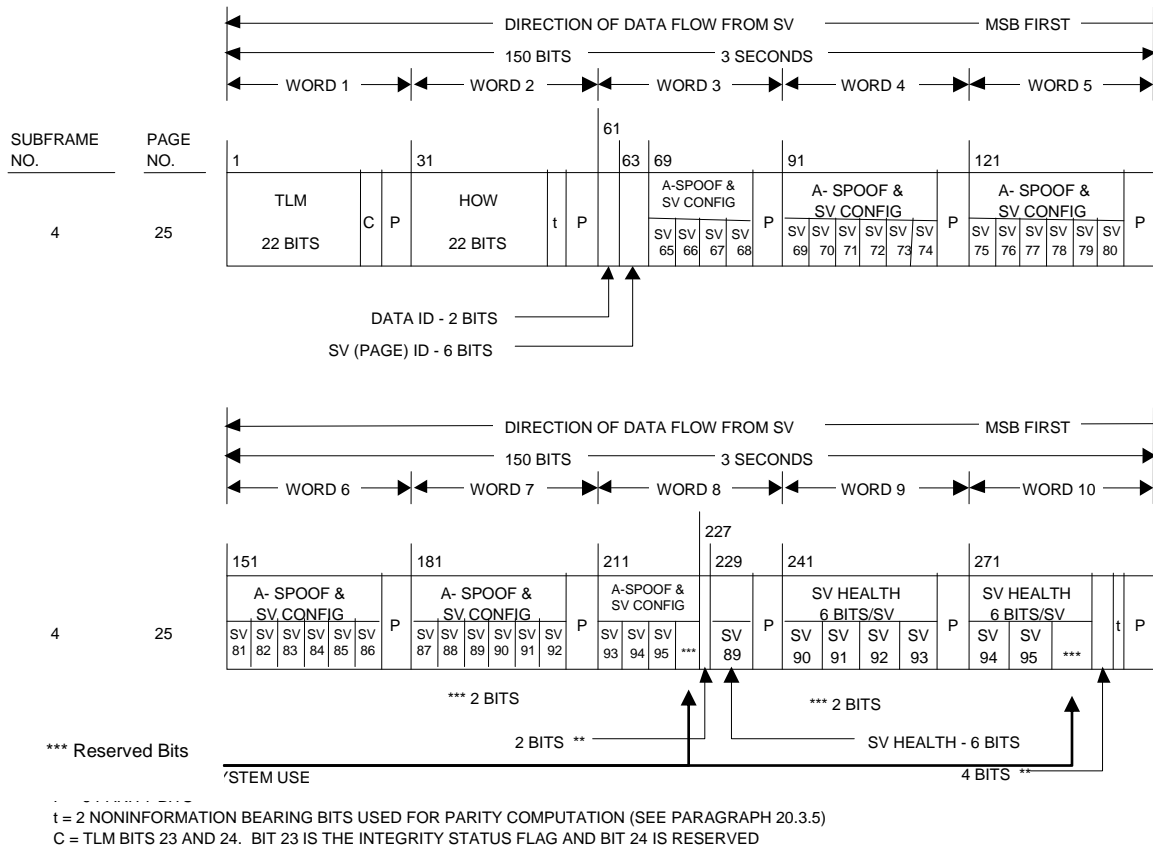 DIRECTION OF DATA FLOW FROM SV MSB FIRST
150 BITS 3 SECONDS
WORD 1 WORD 2 WORD 3 WORD 4 WORD 5
SUBFRAME NO. PAGE NO.
61
1 31 63 69 91 121
TLM 22 BITS C P HOW 22 BITS t P A-SPOOF & SV CONFIG P A- SPOOF & SV CONFIG P A- SPOOF & SV CONFIG P
4 25
SV 65 SV 66 SV 67 SV 68 SV 69 SV 70 SV 71 SV 72 SV 73 SV 74 SV 75 SV 76 SV 77 SV 78 SV 79 SV 80
DATA ID - 2 BITS
SV (PAGE) ID - 6 BITS
DIRECTION OF DATA FLOW FROM SV MSB FIRST
150 BITS 3 SECONDS
WORD 6 WORD 7 WORD 8 WORD 9 WORD 10
227
151 181 211 229 241 271
A- SPOOF & SV CONFIG P A- SPOOF & SV CONFIG P A-SPOOF & SV CONFIG P SV HEALTH 6 BITS/SV P SV HEALTH 6 BITS/SV t P
4 25
SV 81 SV 82 SV 83 SV 84 SV 85 SV 86 SV 87 SV 88 SV 89 SV 90 SV 91 SV 92 SV 93 SV 94 SV 95 *** SV 89 SV 90 SV 91 SV 92 SV 93 SV 94 SV 95 ***
*** 2 BITS *** 2 BITS
2 BITS ** SV HEALTH - 6 BITS
*** Reserved Bits
YSTEM USE 4 BITS **
t = 2 NONINFORMATION BEARING BITS USED FOR PARITY COMPUTATION (SEE PARAGRAPH 20.3.5)
C = TLM BITS 23 AND 24. BIT 23 IS THE INTEGRITY STATUS FLAG AND BIT 24 IS RESERVED